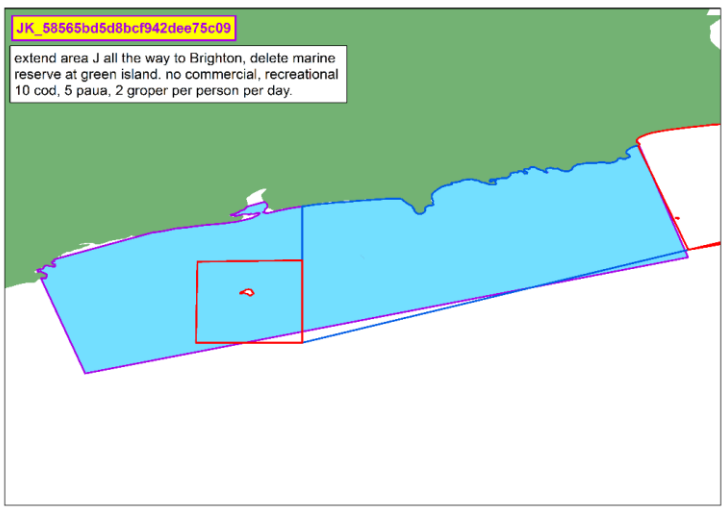 JK_58565bd5d8bcf942dee75c09
extend area J all the way to Brighton, delete marine
reserve at green island. no commercial, recreational
10 cod, 5 paua, 2 groper per person per day.